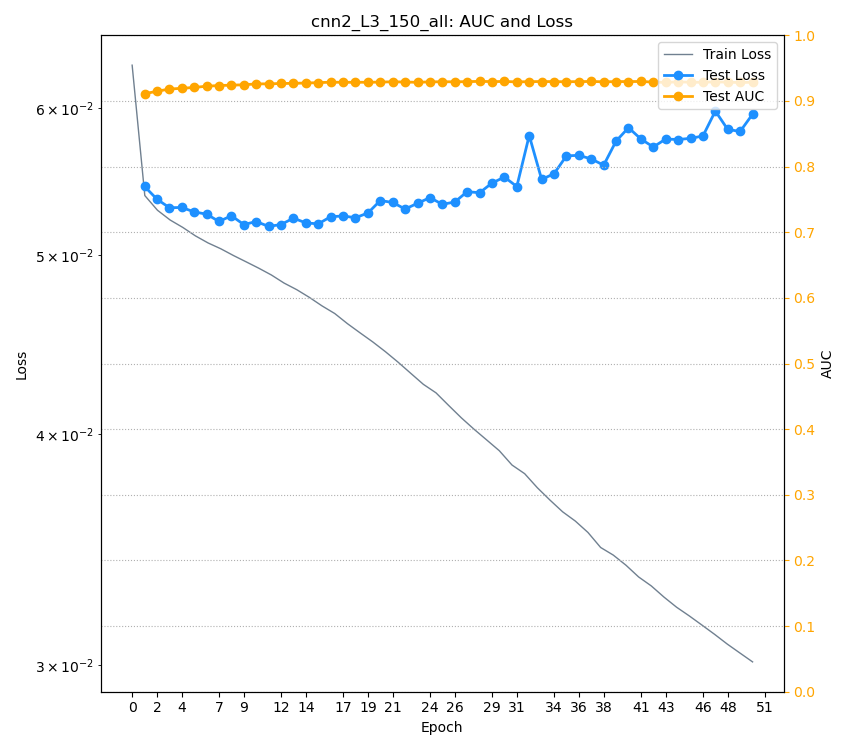 cnn2_L3_150_all: AUC and Loss
Train Loss
Test Loss
Test AUC
6 × 10⁻²
5 × 10⁻²
4 × 10⁻²
3 × 10⁻²
Loss
1.0
0.9
0.8
0.7
0.6
0.5
0.4
0.3
0.2
0.1
0.0
AUC
0 2 4 7 9 12 14 17 19 21 24 26 29 31 34 36 38 41 43 46 48 51
Epoch